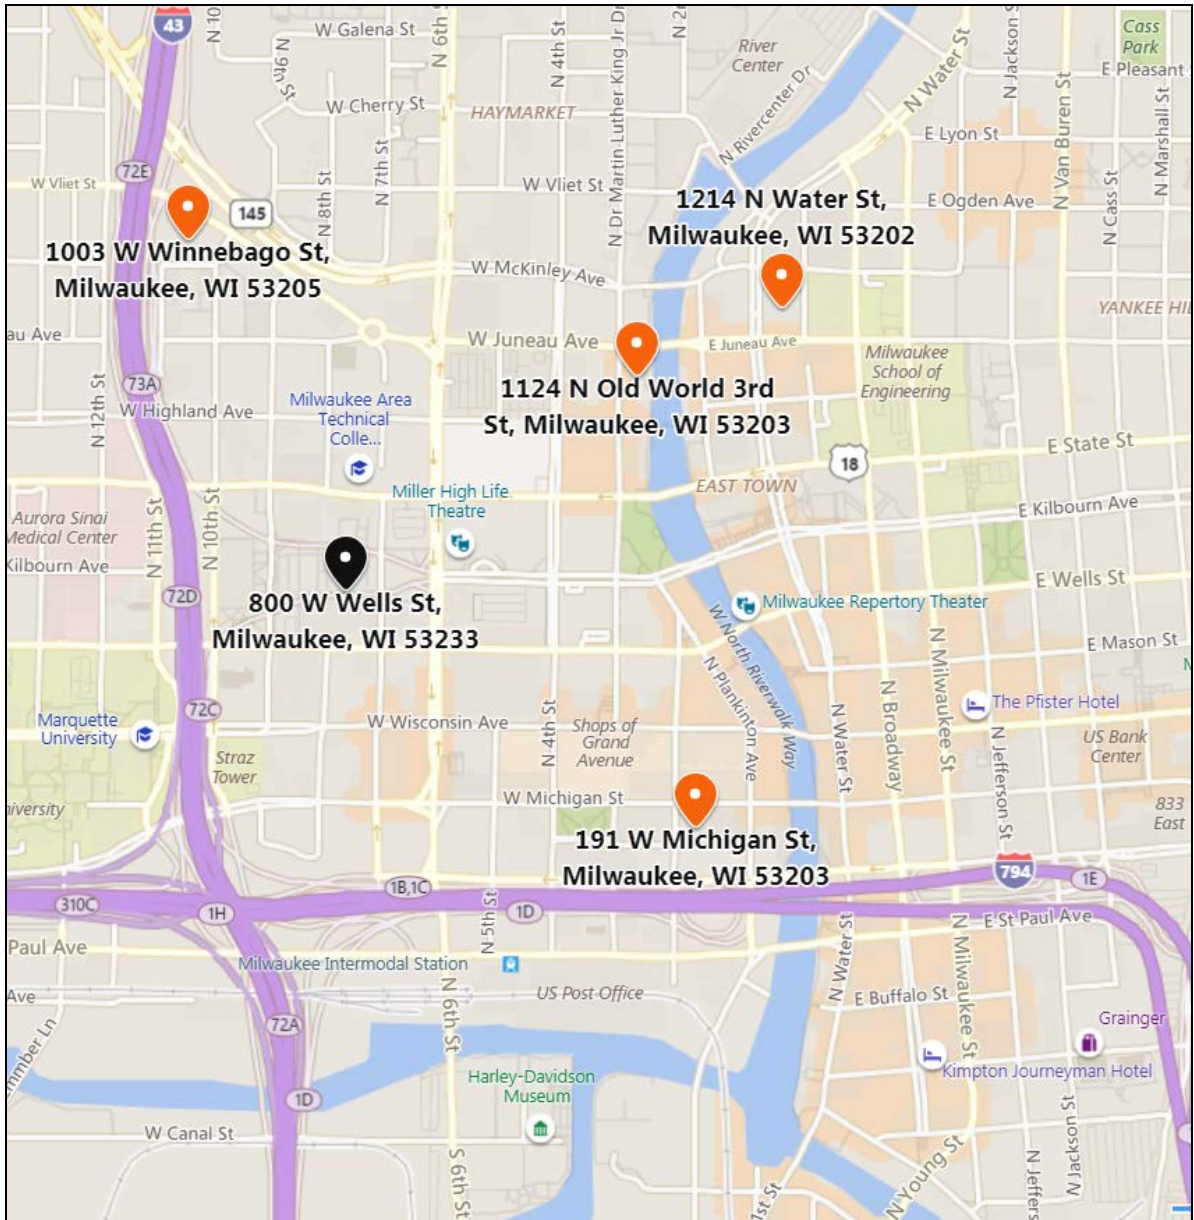 43
N 10
W Galena St
N 9th St
N 6th S
N 4th St
N Dr Martin Luther King Jr Dr
River
Center
N Water St
N Jackson S
Cass
Park
E Pleasant
W Cherry St
HAYMARKET
N Rivercenter Dr
E Lyon St
N Van Buren St
N Marshall St
72E
W Vliet St
N 8th St
N 7th St
W Vliet St
145
1214 N Water St,
Milwaukee, WI 53202
E Ogden Ave
N Cass St
1003 W Winnebago St,
Milwaukee, WI 53205
W McKinley Ave
YANKEE HIL
au Ave
W Juneau Ave
E Juneau Ave
Milwaukee
School of
Engineering
73A
N 12th St
W Highland Ave
Milwaukee Area
Technical
Colle...
1124 N Old World 3rd
St, Milwaukee, WI 53203
E State St
18
EAST TOWN
Miller High Life
Theatre
E Kilbourn Ave
Aurora Sinai
Medical Center
N 11th St
N 10th St
Kilbourn Ave
72D
800 W Wells St,
Milwaukee, WI 53233
E Wells St
Milwaukee Repertory Theater
W North Riverwalk Way
N Plankinton Ave
N Milwaukee St
E Mason St
72C
Marquette
University
W Wisconsin Ave
N 4th St
Shops of
Grand
Avenue
N Water St
N Broadway
The Pfister Hotel
N Jefferson St
US Bank
Center
Straz
Tower
niversity
W Michigan St
191 W Michigan St,
Milwaukee, WI 53203
833
East
794
1E
1B,1C
310C
1H
1D
N 5th St
E St Paul Ave
Paul Ave
Milwaukee Intermodal Station
US Post Office
N Water St
N Milwaukee St
Ave
N 6th St
E Buffalo St
72A
Grainger
Kimpton Journeyman Hotel
Harley-Davidson
Museum
1D
W Canal St
S 6th St
1st St
N Young St
N Jeffers
N Jackson St